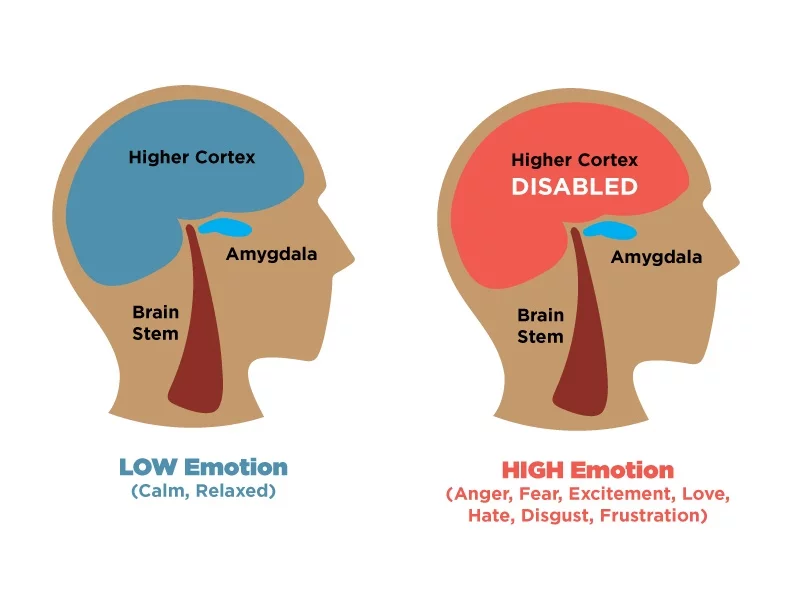 Higher Cortex
Amygdala
Brain
Stem
LOW Emotion
(Calm, Relaxed)
Higher Cortex
DISABLED
Amygdala
Brain
Stem
HIGH Emotion
(Anger, Fear, Excitement, Love,
Hate, Disgust, Frustration)